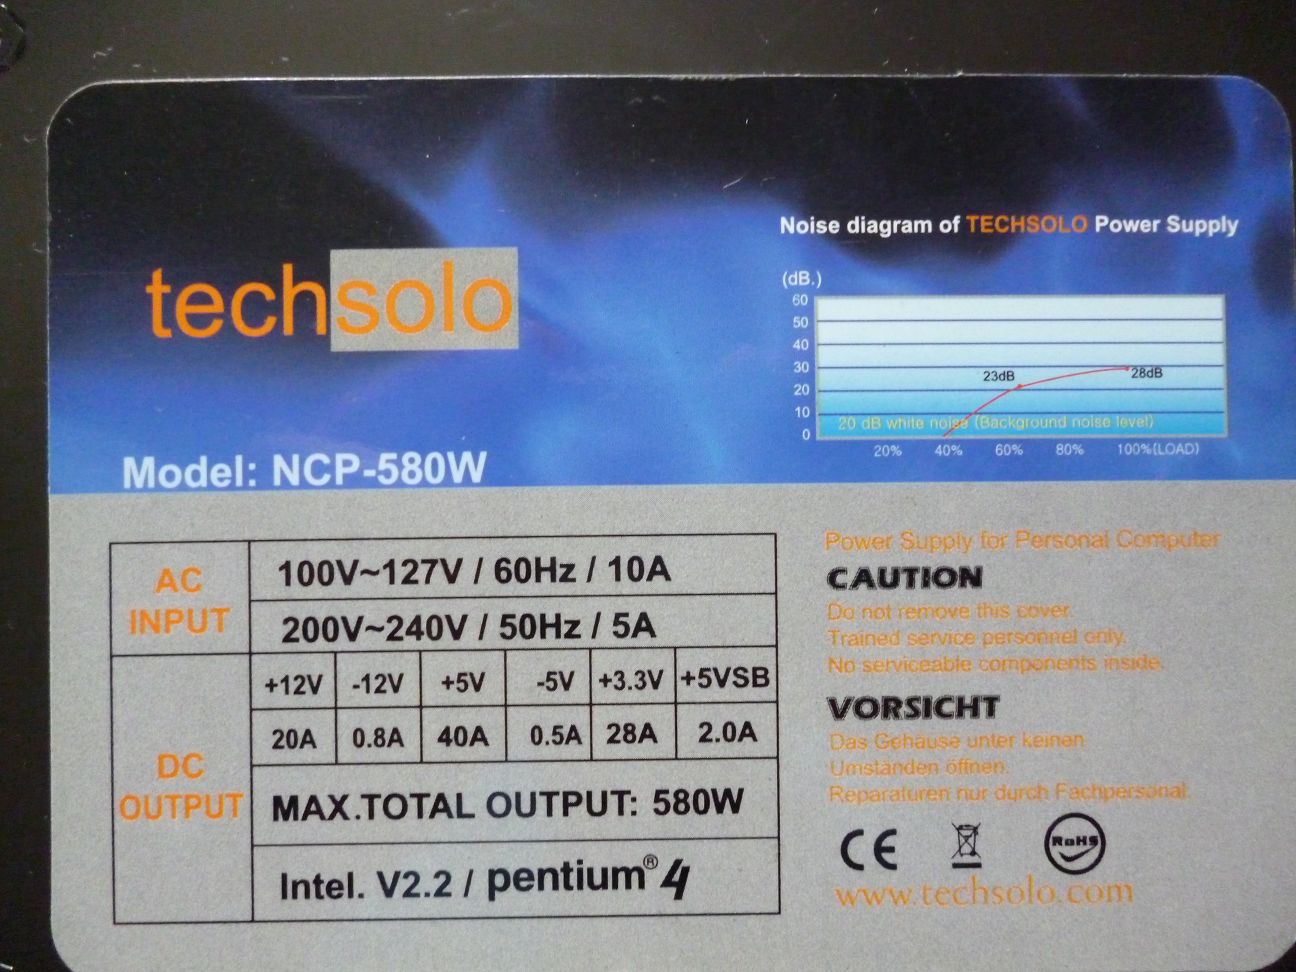 techsolo
Model: NCP-580W
Noise diagram of TECHSOLO Power Supply
(dB.)
60
50
40
30
20
10
0
23dB
28dB
20 dB white noise (Background noise level)
20% 40% 60% 80% 100%(LOAD)
AC INPUT
100V~127V / 60Hz / 10A
200V~240V / 50Hz / 5A
DC OUTPUT
+12V -12V +5V -5V +3.3V +5VSB
20A 0.8A 40A 0.5A 28A 2.0A
MAX.TOTAL OUTPUT: 580W
Intel. V2.2 / pentium® 4
Power Supply for Personal Computer
CAUTION
Do not remove this cover.
Trained service personnel only.
No serviceable components inside.
VORSICHT
Das Gehäuse unter keinen
Umständen öffnen.
Reparaturen nur durch Fachpersonal.
CE
RoHS
www.techsolo.com